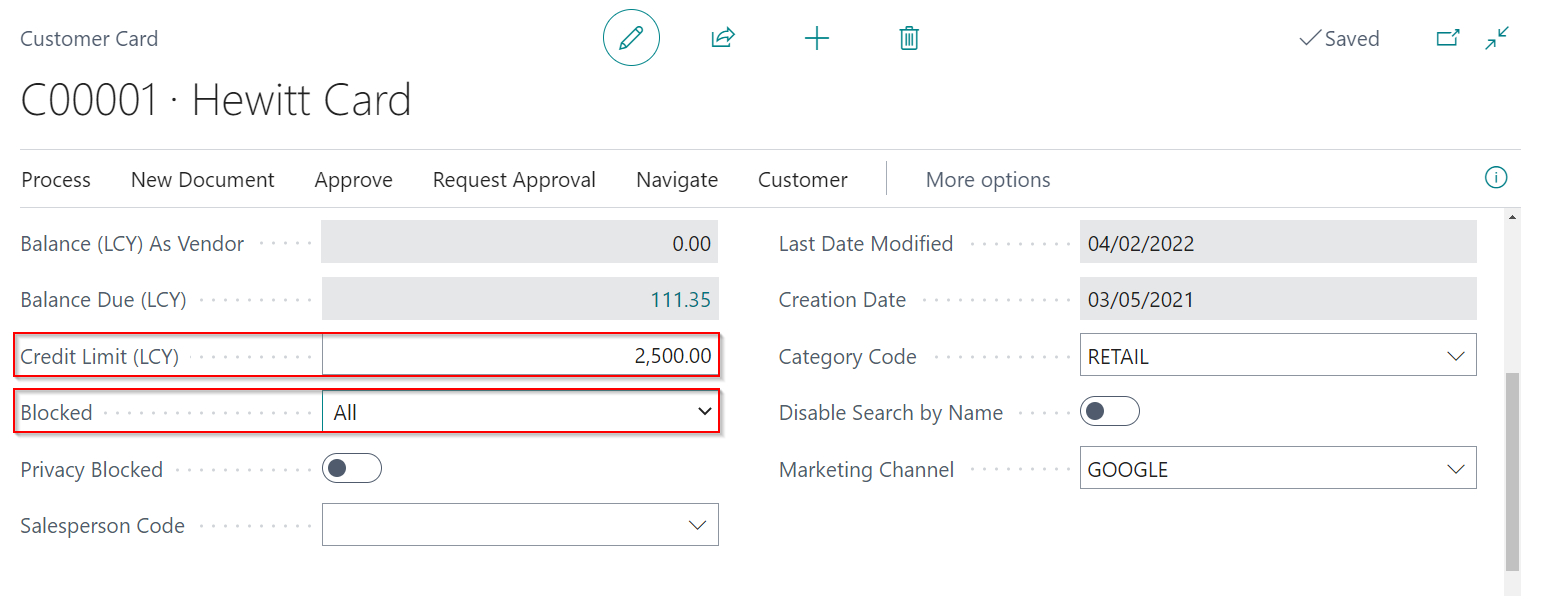 Customer Card
Saved
C00001 · Hewitt Card
Process New Document Approve Request Approval Navigate Customer More options
Balance (LCY) As Vendor 0.00
Balance Due (LCY) 111.35
Credit Limit (LCY) 2,500.00
Blocked All
Privacy Blocked
Salesperson Code
Last Date Modified 04/02/2022
Creation Date 03/05/2021
Category Code RETAIL
Disable Search by Name
Marketing Channel GOOGLE